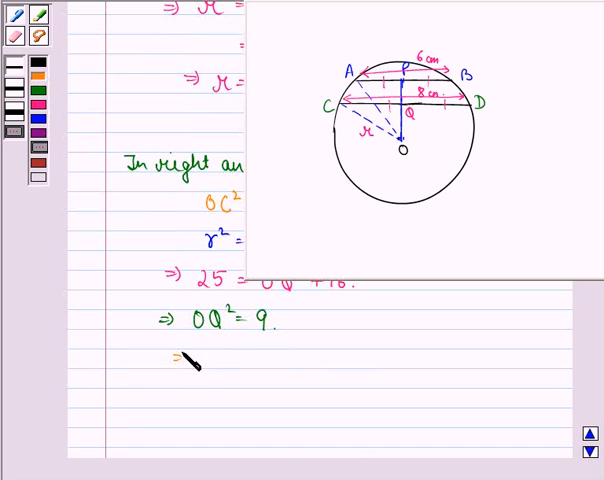 ⇒ r =
=
⇒ r =
In right an
OC² 
r² =
⇒ 25 = OQ² + 16.
⇒ OQ² = 9.
⇒
6 cm
A P B
8 cm.
C D
Q
r
O